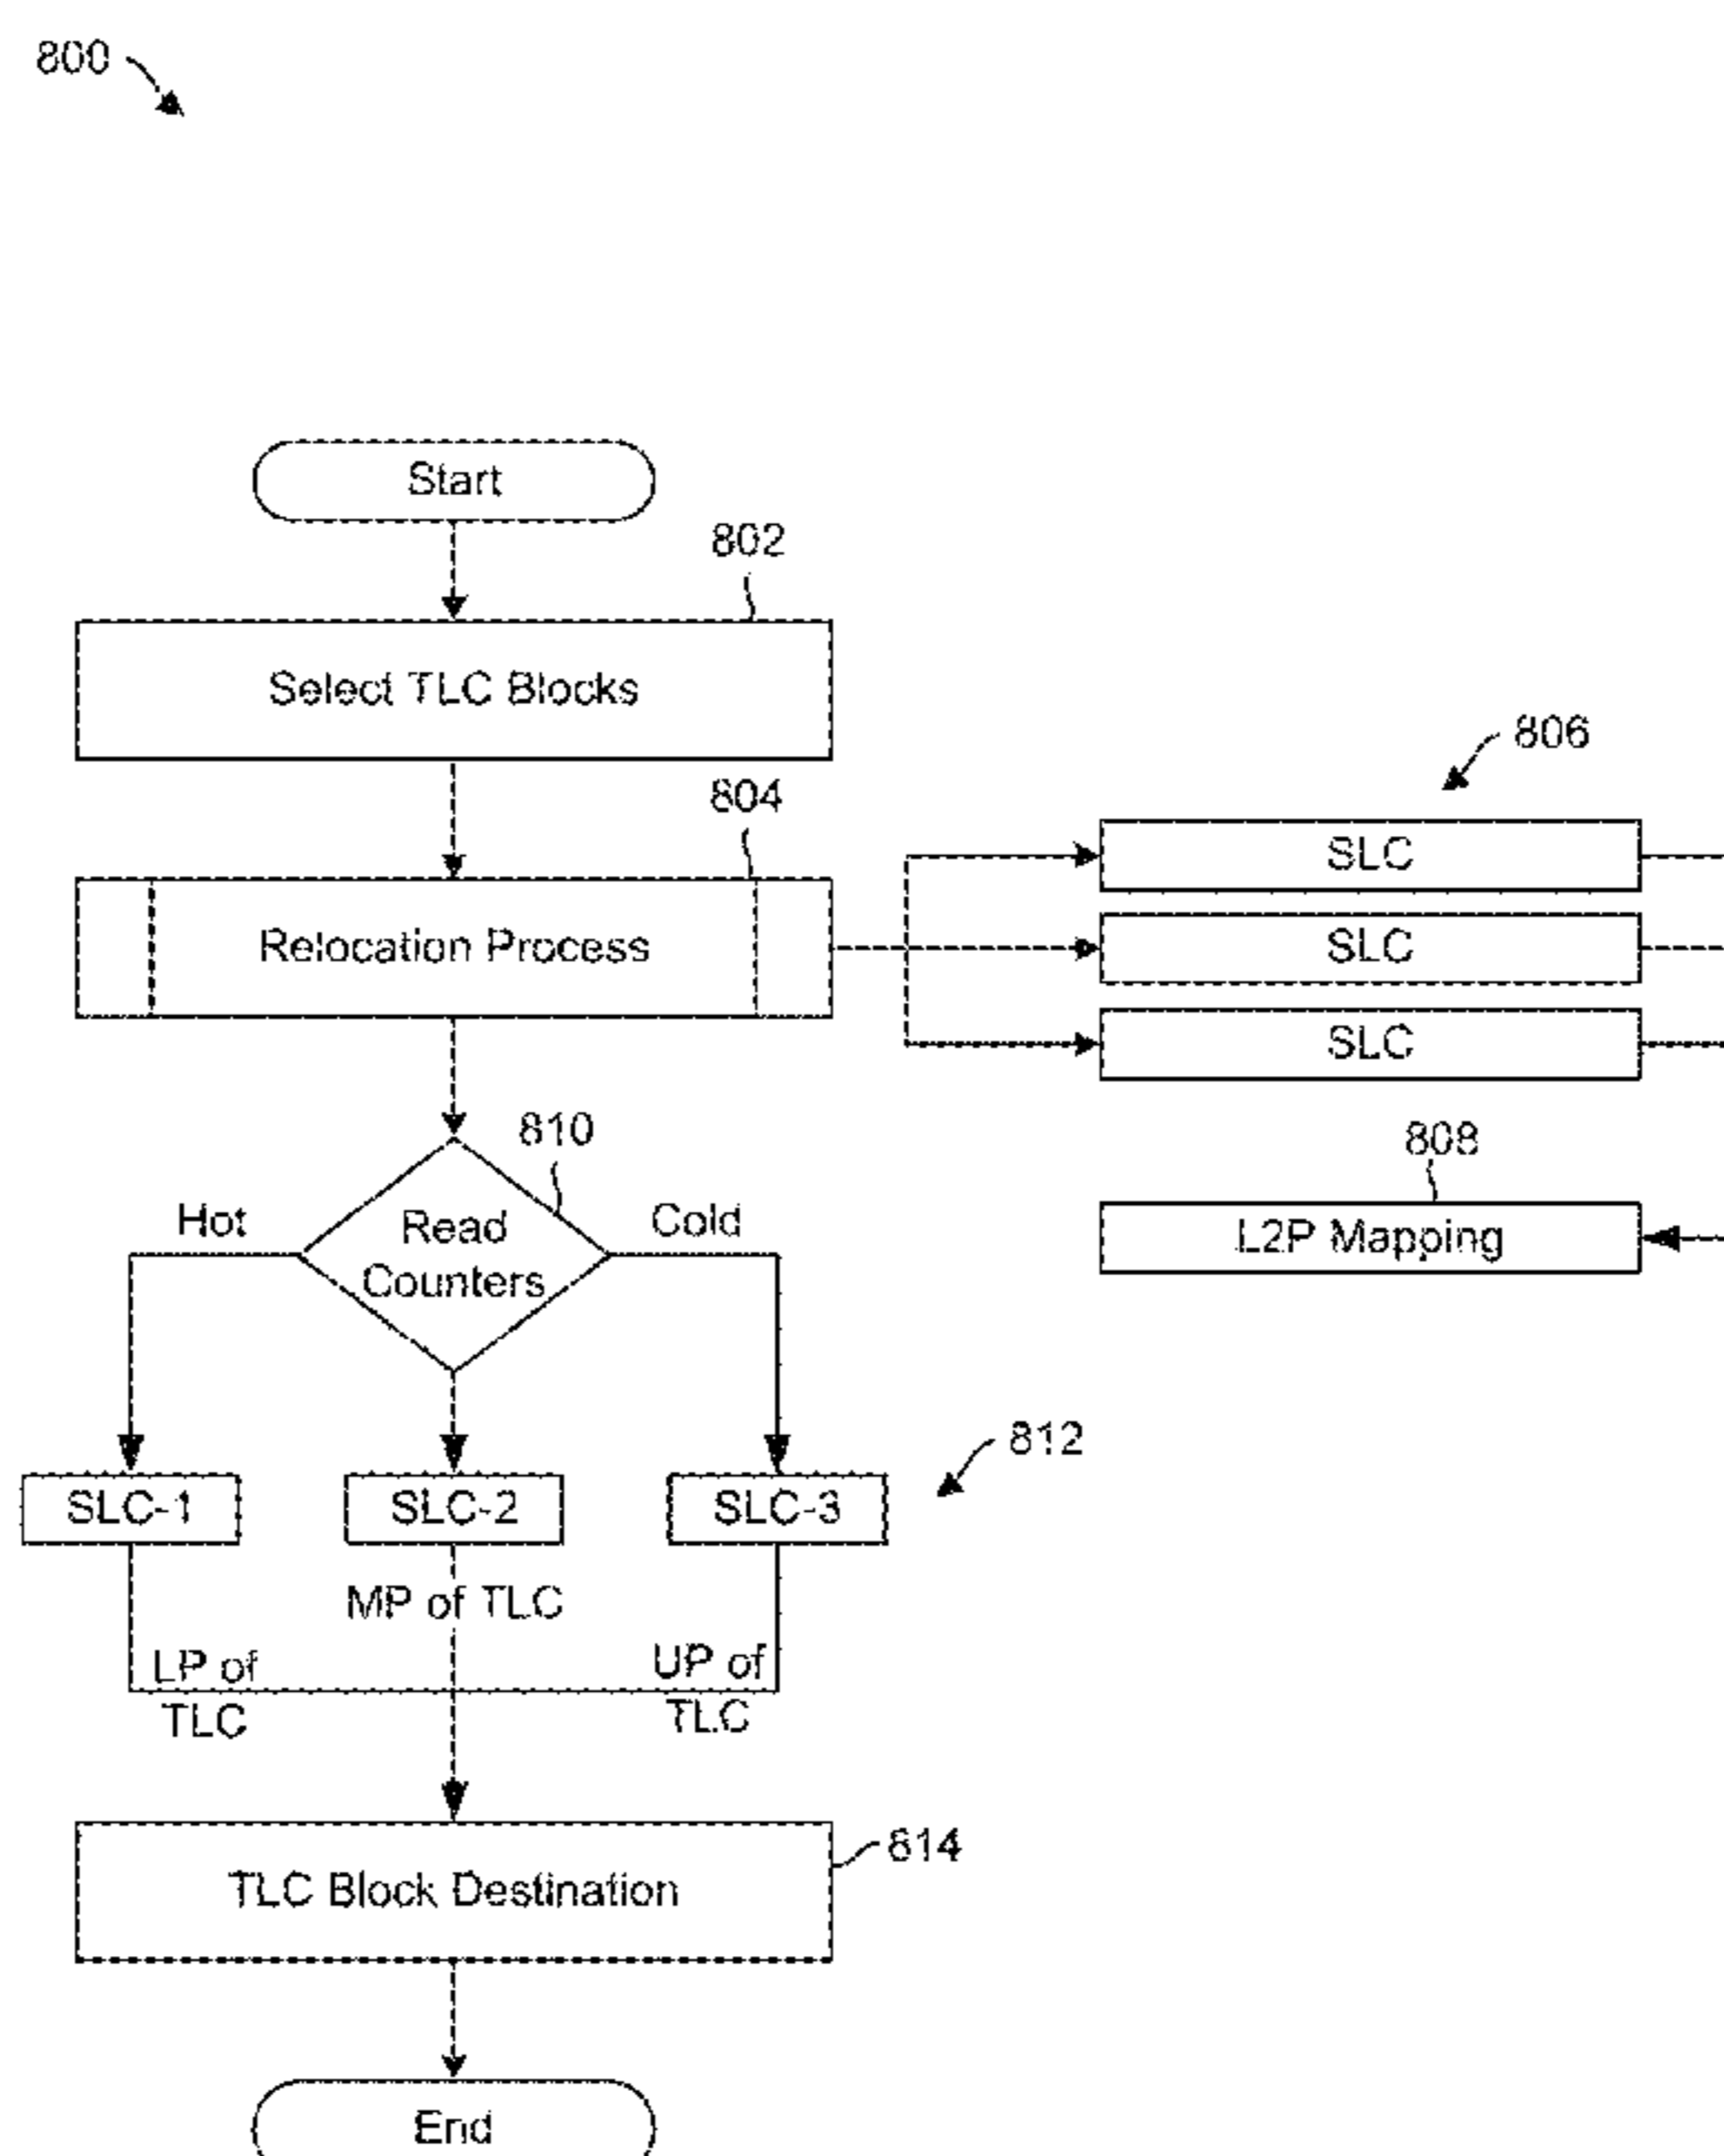 800
Start
802
Select TLC Blocks
804
806
Relocation Process
SLC
SLC
SLC
808
L2P Mapping
810
Hot
Read
Counters
Cold
812
SLC-1
SLC-2
SLC-3
MP of TLC
LP of
TLC
UP of
TLC
TLC Block Destination
814
End